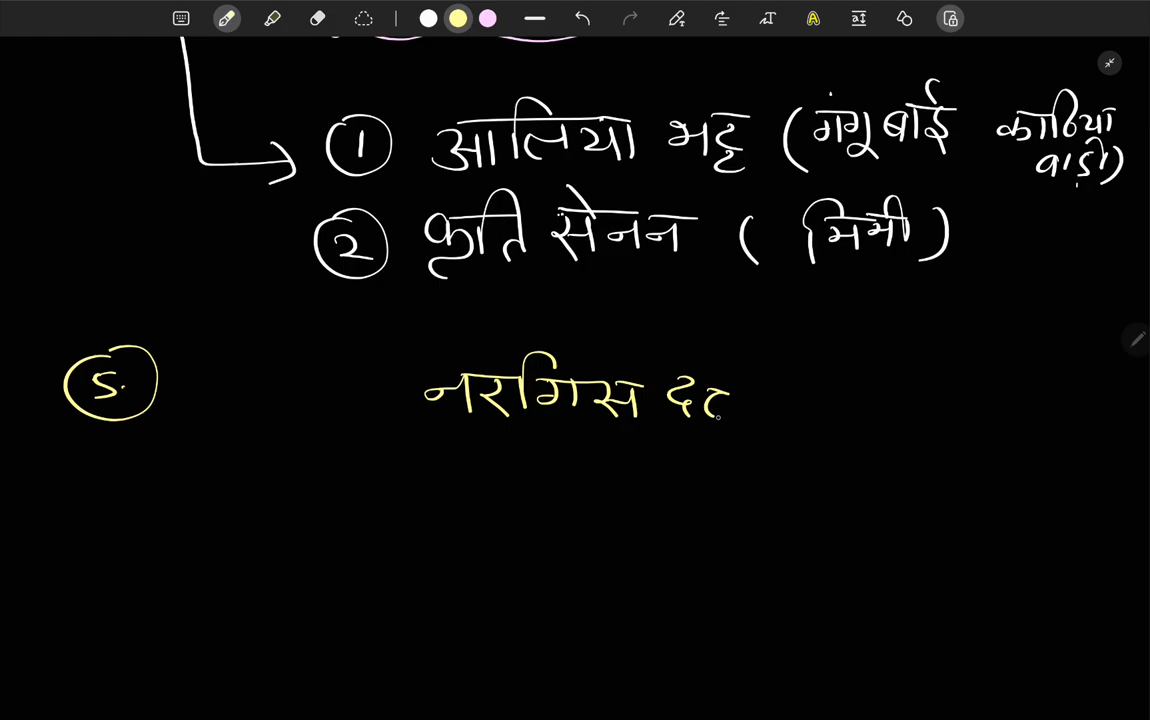 ① आलिया भट्ट (गंगूबाई काठिया
वाड़ी)
② कृति सेनन ( मिमी )
5. नरगिस दत